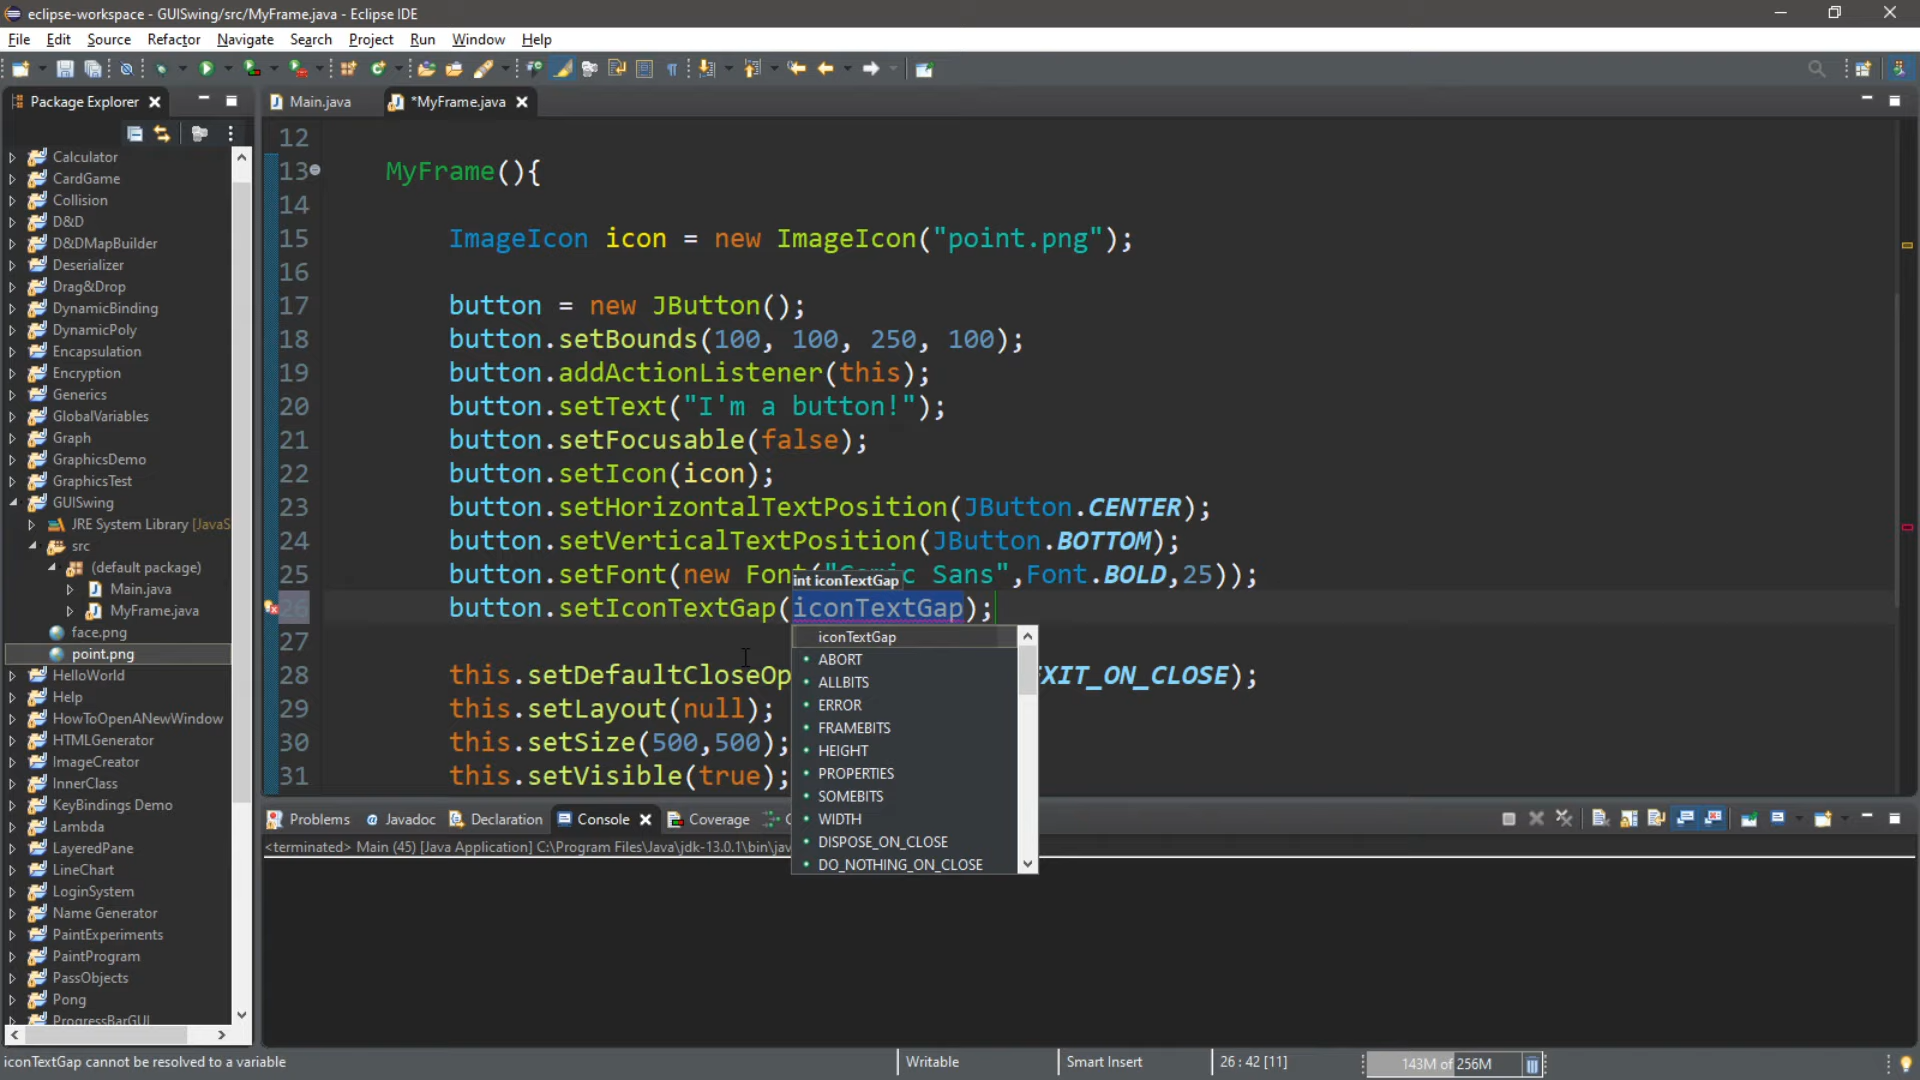 eclipse-workspace - GUISwing/src/MyFrame.java - Eclipse IDE
File Edit Source Refactor Navigate Search Project Run Window Help
Package Explorer
Main.java *MyFrame.java
Calculator
CardGame
Collision
D&D
D&DMapBuilder
Deserializer
Drag&Drop
DynamicBinding
DynamicPoly
Encapsulation
Encryption
Generics
GlobalVariables
Graph
GraphicsDemo
GraphicsTest
GUISwing
JRE System Library [JavaS
src
(default package)
Main.java
MyFrame.java
face.png
point.png
HelloWorld
Help
HowToOpenANewWindow
HTMLGenerator
ImageCreator
InnerClass
KeyBindings Demo
Lambda
LayeredPane
LineChart
LoginSystem
Name Generator
PaintExperiments
PaintProgram
PassObjects
Pong
ProgressBarGUI
12
13 MyFrame(){
14
15 ImageIcon icon = new ImageIcon("point.png");
16
17 button = new JButton();
18 button.setBounds(100, 100, 250, 100);
19 button.addActionListener(this);
20 button.setText("I'm a button!");
21 button.setFocusable(false);
22 button.setIcon(icon);
23 button.setHorizontalTextPosition(JButton.CENTER);
24 button.setVerticalTextPosition(JButton.BOTTOM);
25 button.setFont(new Font("Comic Sans",Font.BOLD,25));
int iconTextGap
26 button.setIconTextGap(iconTextGap);
27
28 this.setDefaultCloseOp XIT_ON_CLOSE);
29 this.setLayout(null);
30 this.setSize(500,500);
31 this.setVisible(true);
iconTextGap
ABORT
ALLBITS
ERROR
FRAMEBITS
HEIGHT
PROPERTIES
SOMEBITS
WIDTH
DISPOSE_ON_CLOSE
DO_NOTHING_ON_CLOSE
Problems @ Javadoc Declaration Console Coverage
<terminated> Main (45) [Java Application] C:\Program Files\Java\jdk-13.0.1\bin\jav
iconTextGap cannot be resolved to a variable
Writable
Smart Insert
26 : 42 [11]
143M of 256M